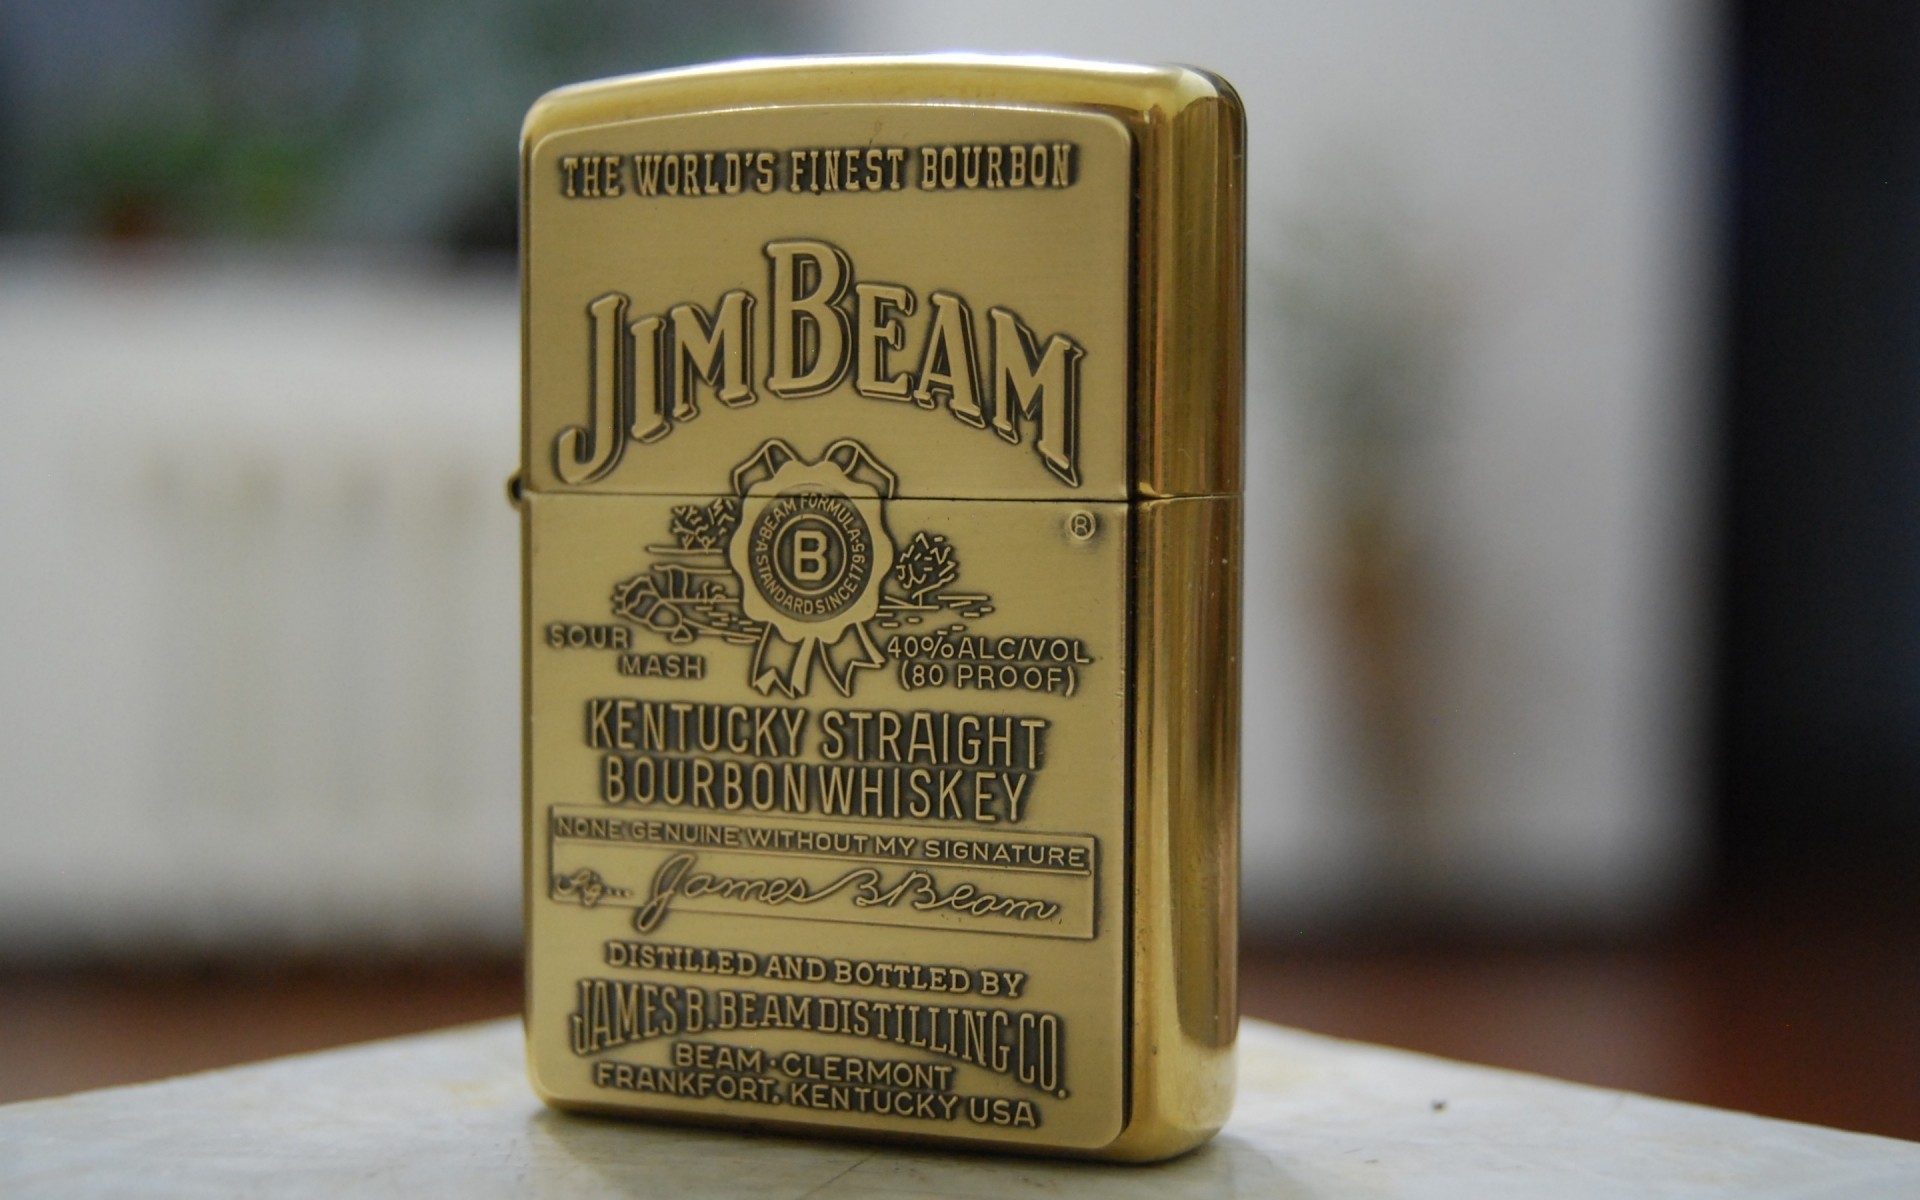 THE WORLD'S FINEST BOURBON
JIM BEAM
®
BEAM FORMULA
B
A STANDARD SINCE 1795
SOUR
MASH
40% ALC/VOL
(80 PROOF)
KENTUCKY STRAIGHT
BOURBON WHISKEY
NONE GENUINE WITHOUT MY SIGNATURE
James B Beam
DISTILLED AND BOTTLED BY
JAMES B. BEAM DISTILLING CO.
BEAM · CLERMONT
FRANKFORT, KENTUCKY USA